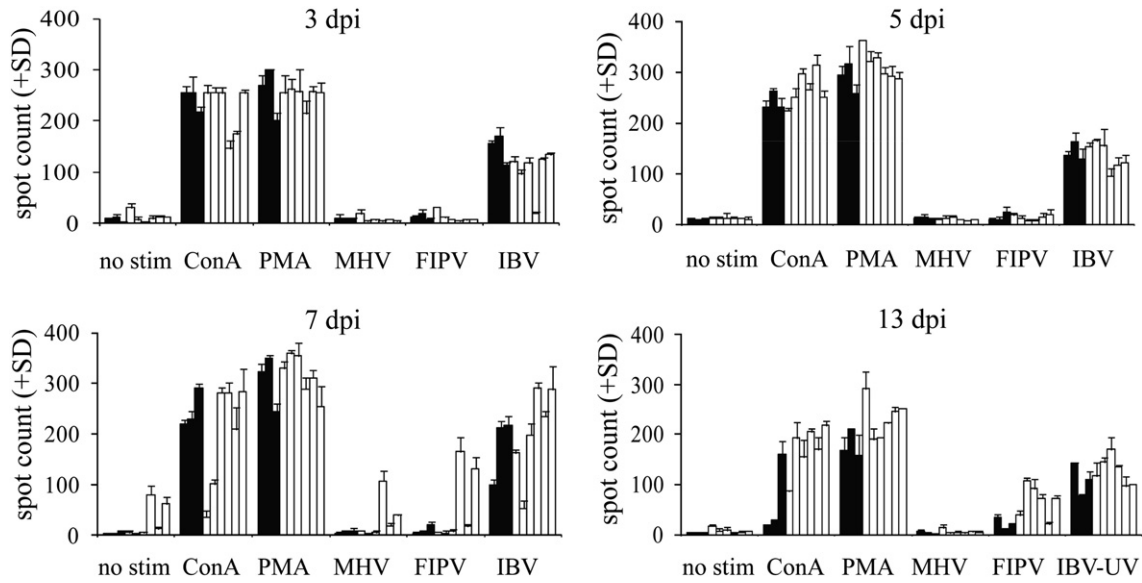 3 dpi
spot count (+SD)
400
300
200
100
0
no stim ConA PMA MHV FIPV IBV
5 dpi
spot count (+SD)
400
300
200
100
0
no stim ConA PMA MHV FIPV IBV
7 dpi
spot count (+SD)
400
300
200
100
0
no stim ConA PMA MHV FIPV IBV
13 dpi
spot count (+SD)
400
300
200
100
0
no stim ConA PMA MHV FIPV IBV-UV